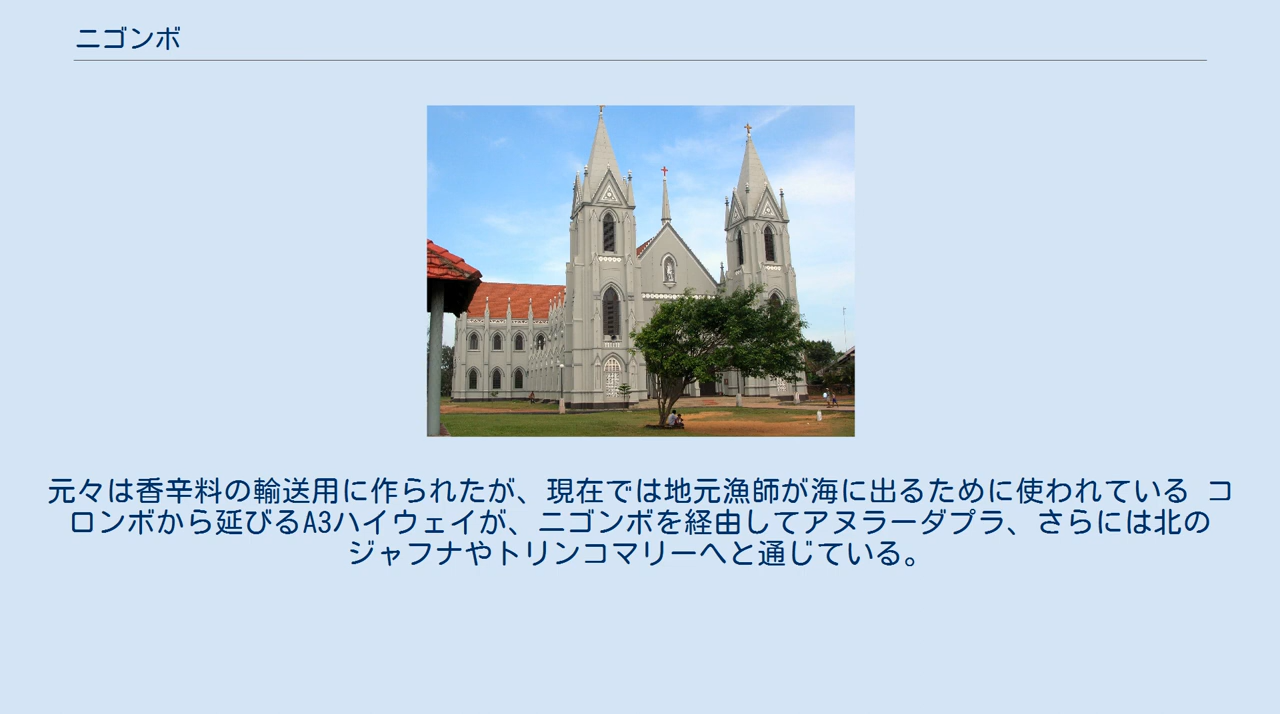 ニゴンボ
元々は香辛料の輸送用に作られたが、現在では地元漁師が海に出るために使われている コ
ロンボから延びるA3ハイウェイが、ニゴンボを経由してアヌラーダプラ、さらには北の
ジャフナやトリンコマリーへと通じている。